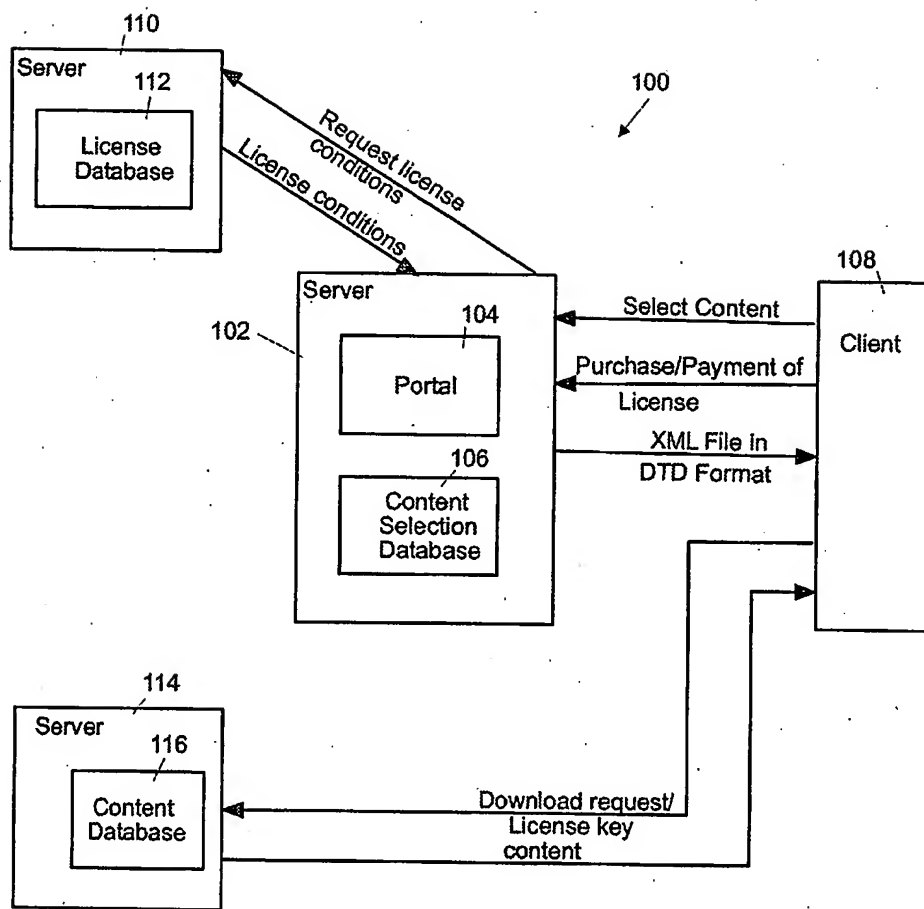 110
Server
112
License
Database
100
Request license
conditions
License conditions
Server
102
104
Portal
106
Content
Selection
Database
108
Client
Select Content
Purchase/Payment of
License
XML File in
DTD Format
114
Server
116
Content
Database
Download request/
License key
content